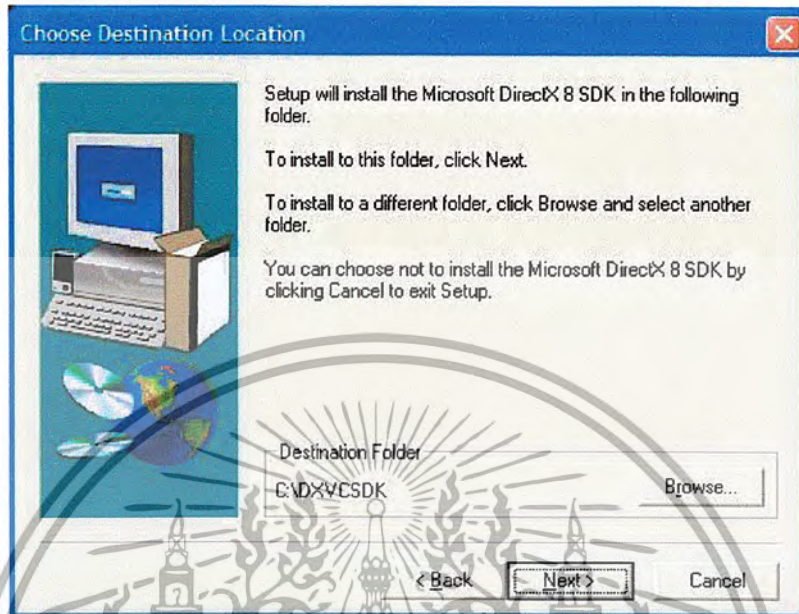 Choose Destination Location
Setup will install the Microsoft DirectX 8 SDK in the following
folder.
To install to this folder, click Next.
To install to a different folder, click Browse and select another
folder.
You can choose not to install the Microsoft DirectX 8 SDK by
clicking Cancel to exit Setup.
Destination Folder
C:\DXVCSDK
Browse...
< Back
Next >
Cancel